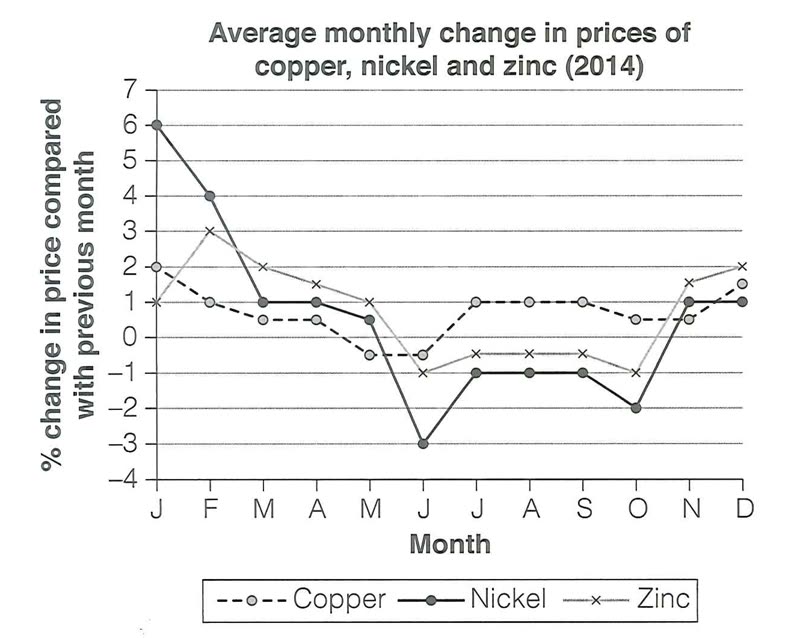 Average monthly change in prices of
copper, nickel and zinc (2014)
% change in price compared
with previous month
7
6
5
4
3
2
1
0
–1
–2
–3
–4
J F M A M J J A S O N D
Month
Copper Nickel Zinc